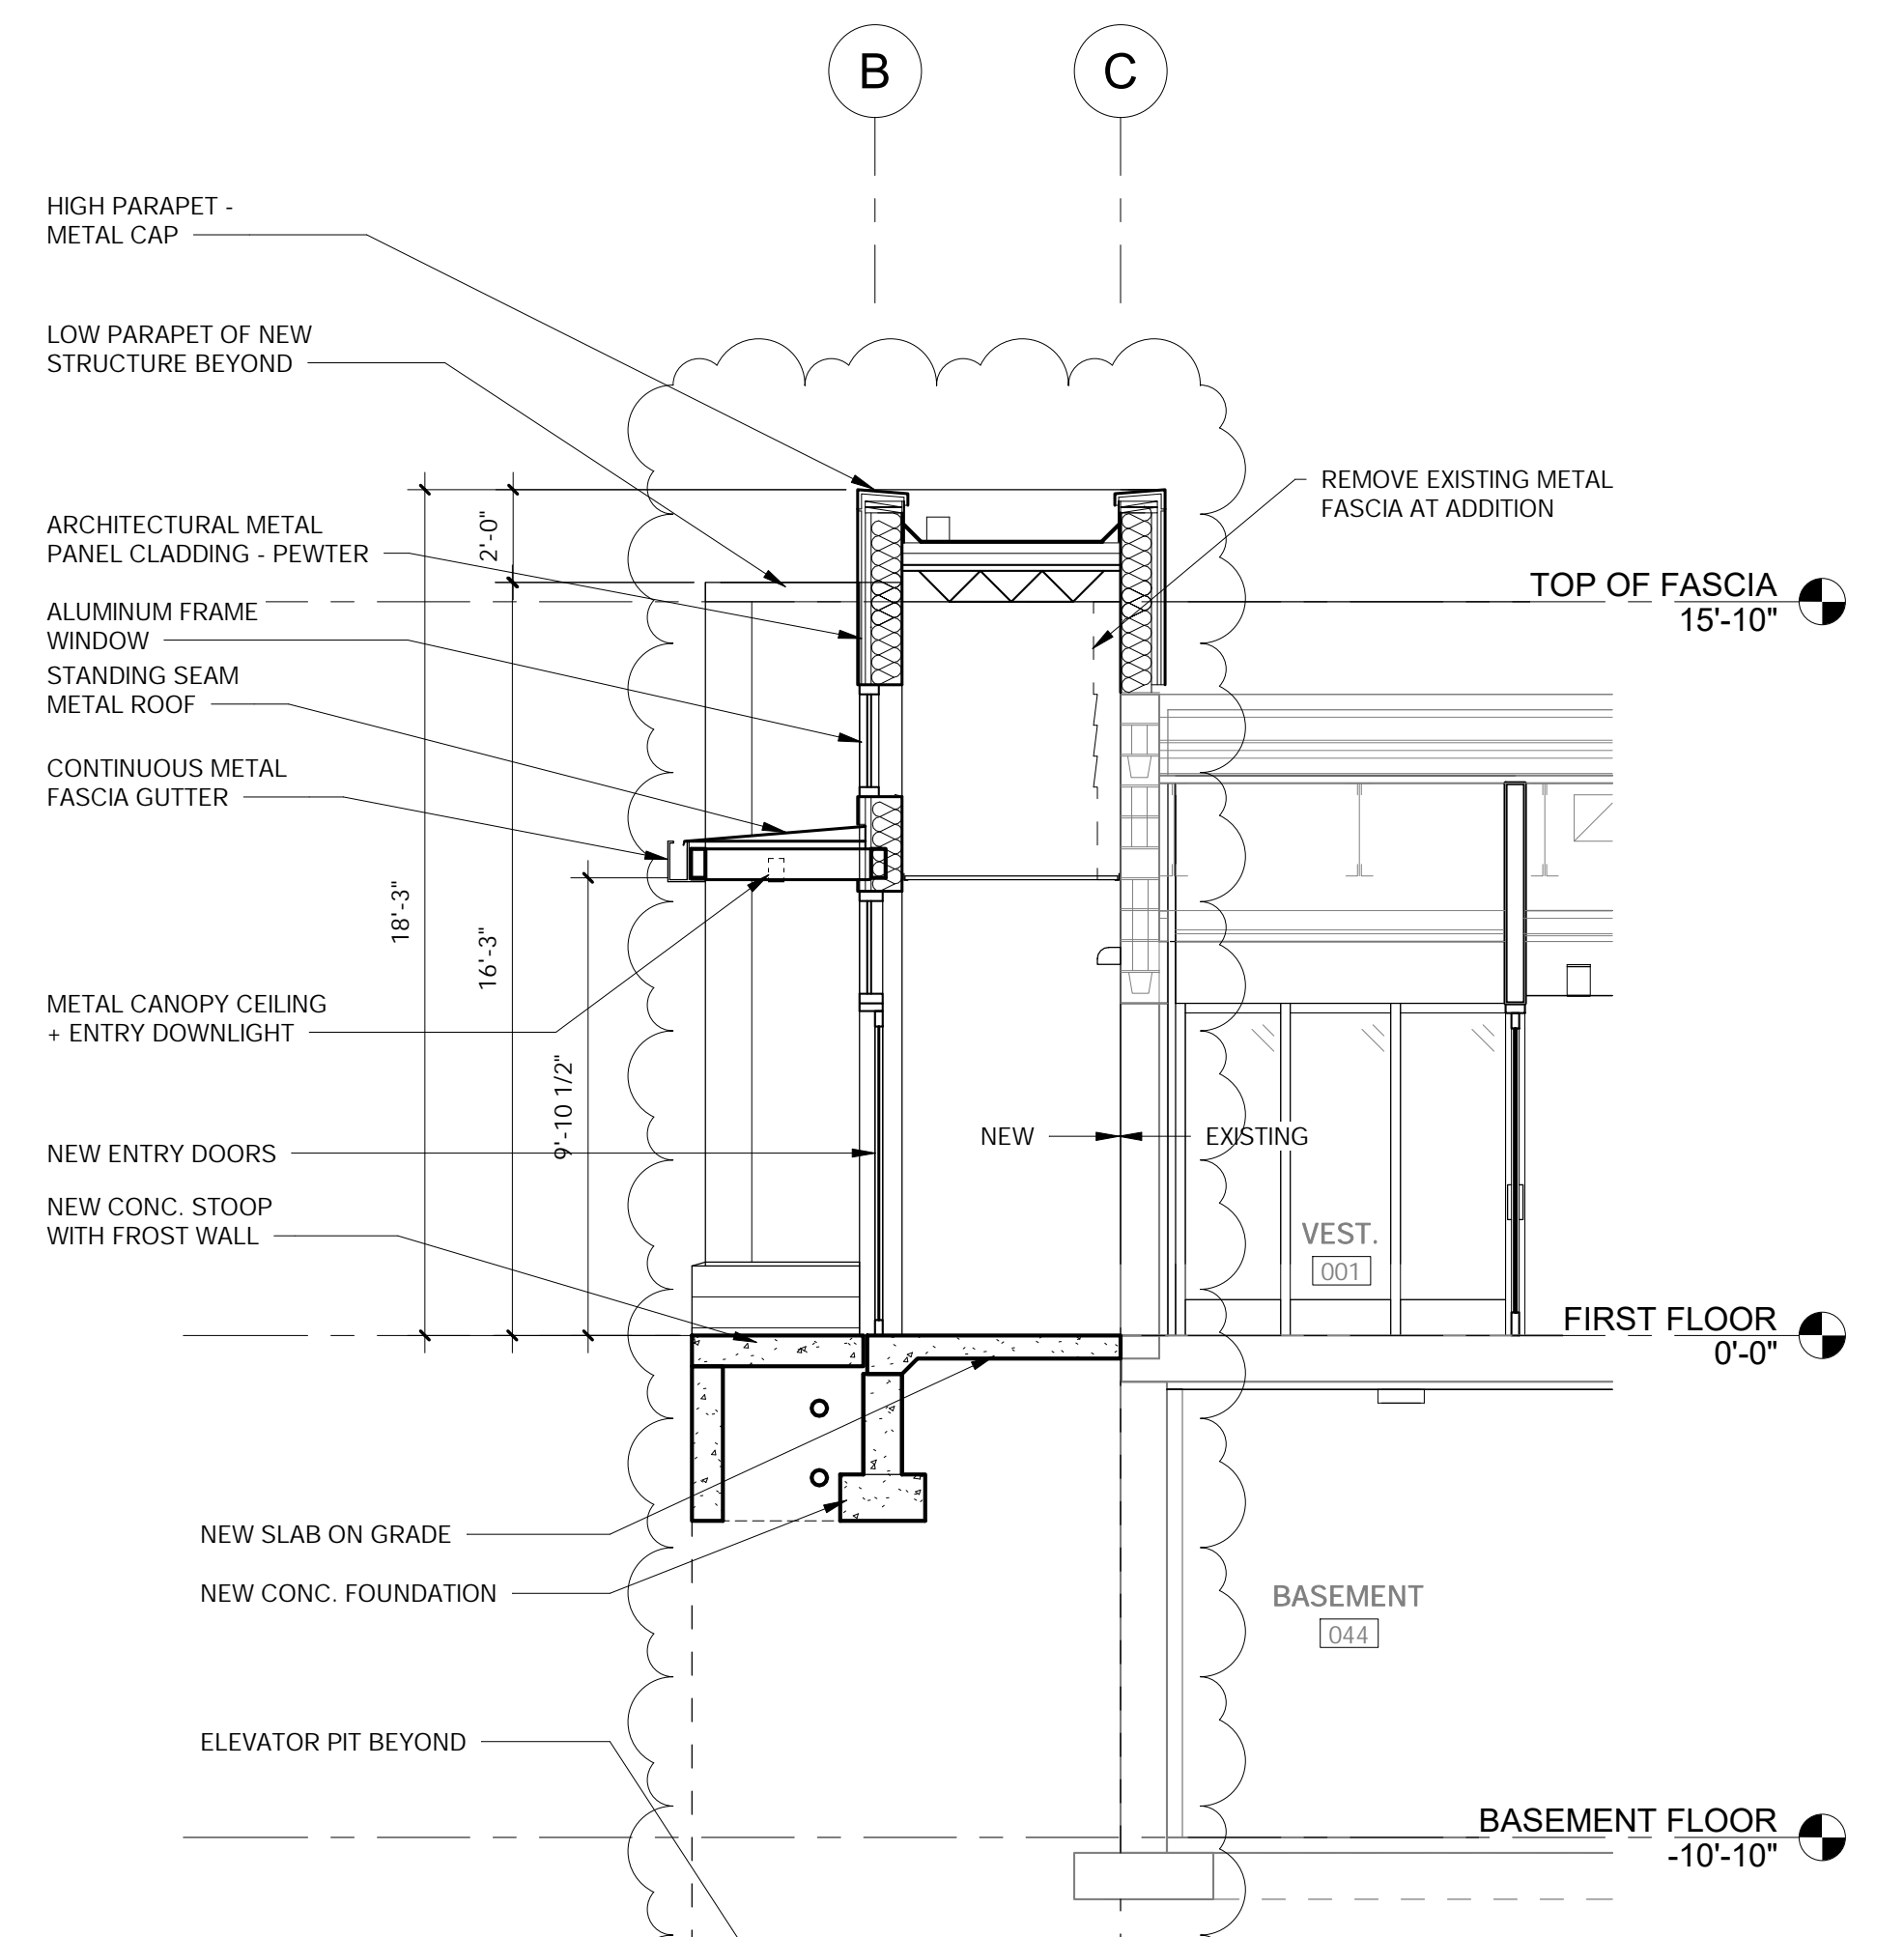 B
C
HIGH PARAPET -
METAL CAP
LOW PARAPET OF NEW
STRUCTURE BEYOND
REMOVE EXISTING METAL
FASCIA AT ADDITION
ARCHITECTURAL METAL
PANEL CLADDING - PEWTER
2'-0"
TOP OF FASCIA
15'-10"
ALUMINUM FRAME
WINDOW
STANDING SEAM
METAL ROOF
CONTINUOUS METAL
FASCIA GUTTER
18'-3"
16'-3"
METAL CANOPY CEILING
+ ENTRY DOWNLIGHT
9'-10 1/2"
NEW
EXISTING
NEW ENTRY DOORS
NEW CONC. STOOP
WITH FROST WALL
VEST.
001
FIRST FLOOR
0'-0"
NEW SLAB ON GRADE
NEW CONC. FOUNDATION
BASEMENT
044
ELEVATOR PIT BEYOND
BASEMENT FLOOR
-10'-10"